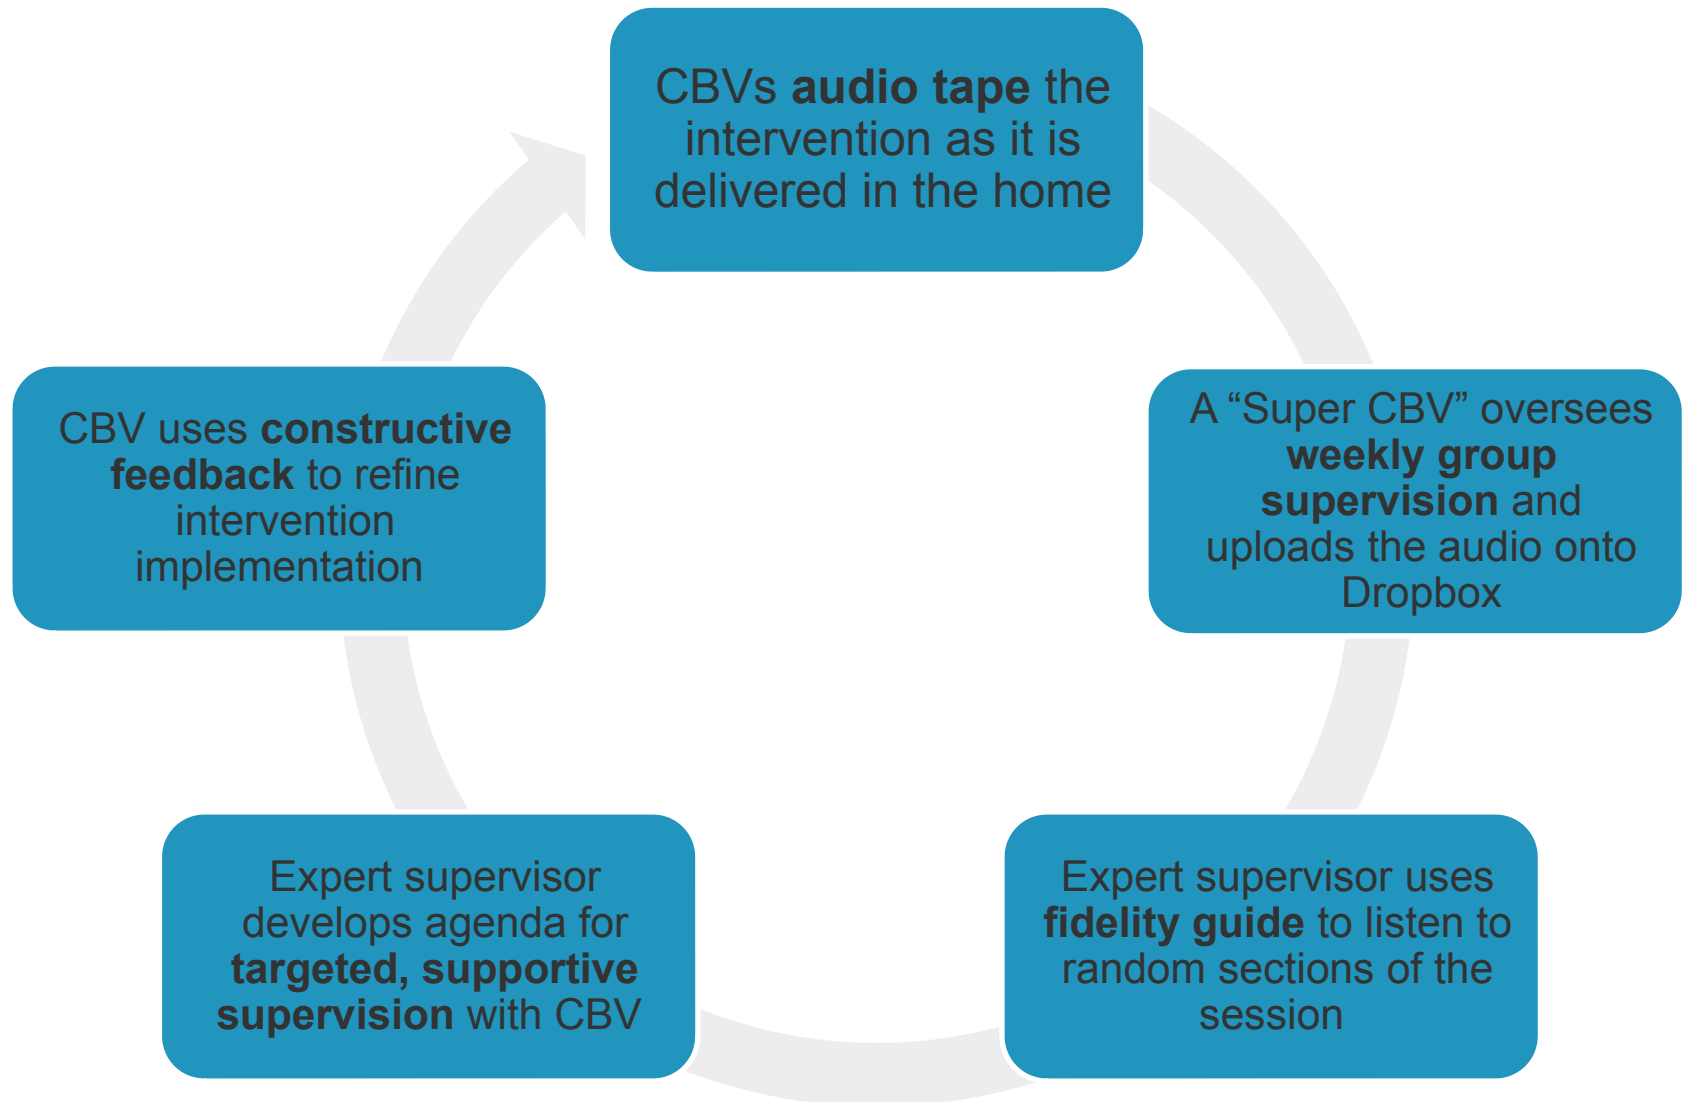 CBVs audio tape the
intervention as it is
delivered in the home
A “Super CBV” oversees
weekly group
supervision and
uploads the audio onto
Dropbox
Expert supervisor uses
fidelity guide to listen to
random sections of the
session
Expert supervisor
develops agenda for
targeted, supportive
supervision with CBV
CBV uses constructive
feedback to refine
intervention
implementation